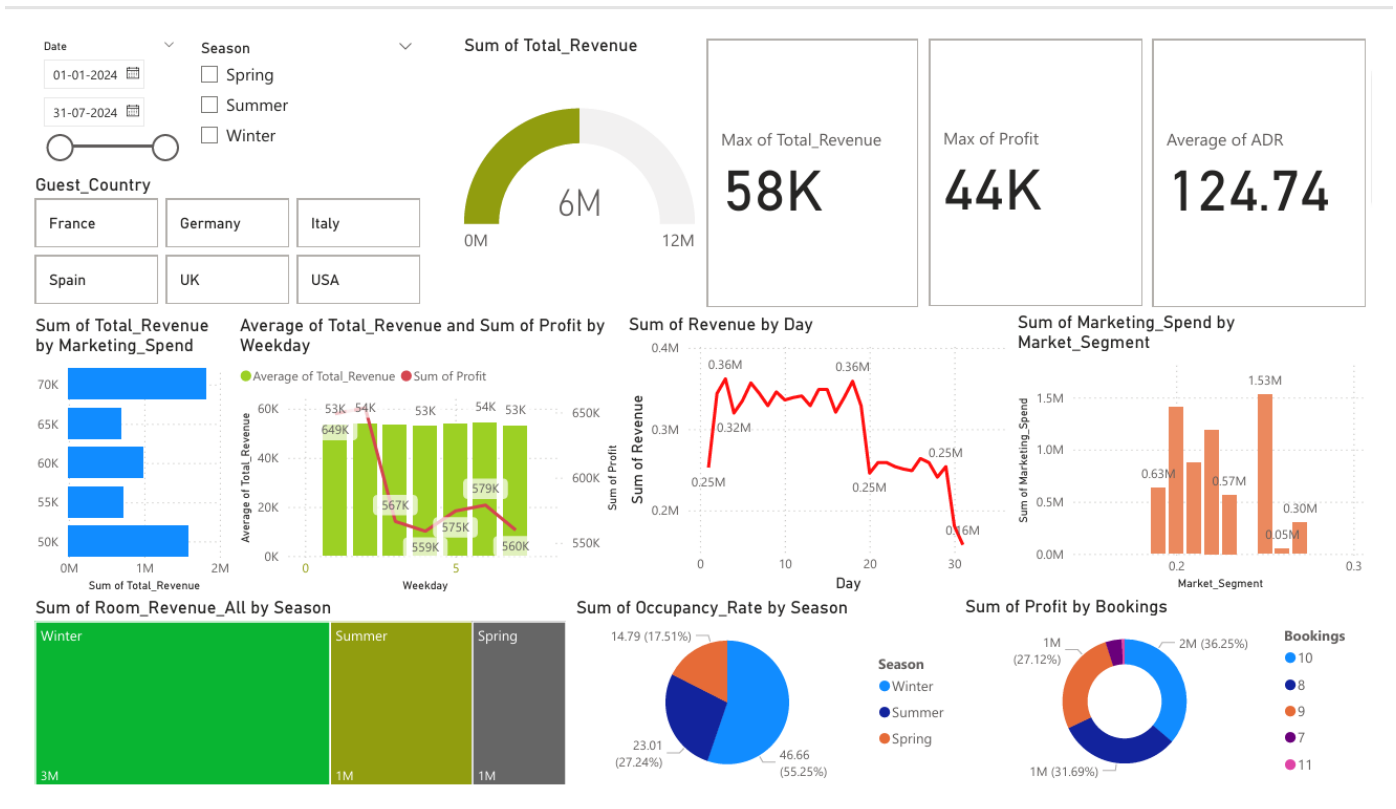 Date
01-01-2024
31-07-2024
Season
Spring
Summer
Winter
Guest_Country
France
Germany
Italy
Spain
UK
USA
Sum of Total_Revenue
6M
0M
12M
Max of Total_Revenue
58K
Max of Profit
44K
Average of ADR
124.74
Sum of Total_Revenue
by Marketing_Spend
70K
65K
60K
55K
50K
0M
1M
2M
Sum of Total_Revenue
Average of Total_Revenue and Sum of Profit by
Weekday
Average of Total_Revenue
Sum of Profit
Average of Total_Revenue
60K
40K
20K
0K
53K
54K
53K
54K
53K
649K
567K
559K
575K
579K
560K
650K
600K
550K
Sum of Profit
0
5
Weekday
Sum of Revenue by Day
Sum of Revenue
0.4M
0.3M
0.2M
0.36M
0.36M
0.32M
0.25M
0.25M
0.25M
0.16M
0
10
20
30
Day
Sum of Marketing_Spend by
Market_Segment
Sum of Marketing_Spend
1.5M
1.0M
0.5M
0.0M
1.53M
0.63M
0.57M
0.05M
0.30M
0.2
0.3
Market_Segment
Sum of Room_Revenue_All by Season
Winter
3M
Summer
1M
Spring
1M
Sum of Occupancy_Rate by Season
14.79 (17.51%)
23.01
(27.24%)
46.66
(55.25%)
Season
Winter
Summer
Spring
Sum of Profit by Bookings
1M
(27.12%)
2M (36.25%)
1M (31.69%)
Bookings
10
8
9
7
11